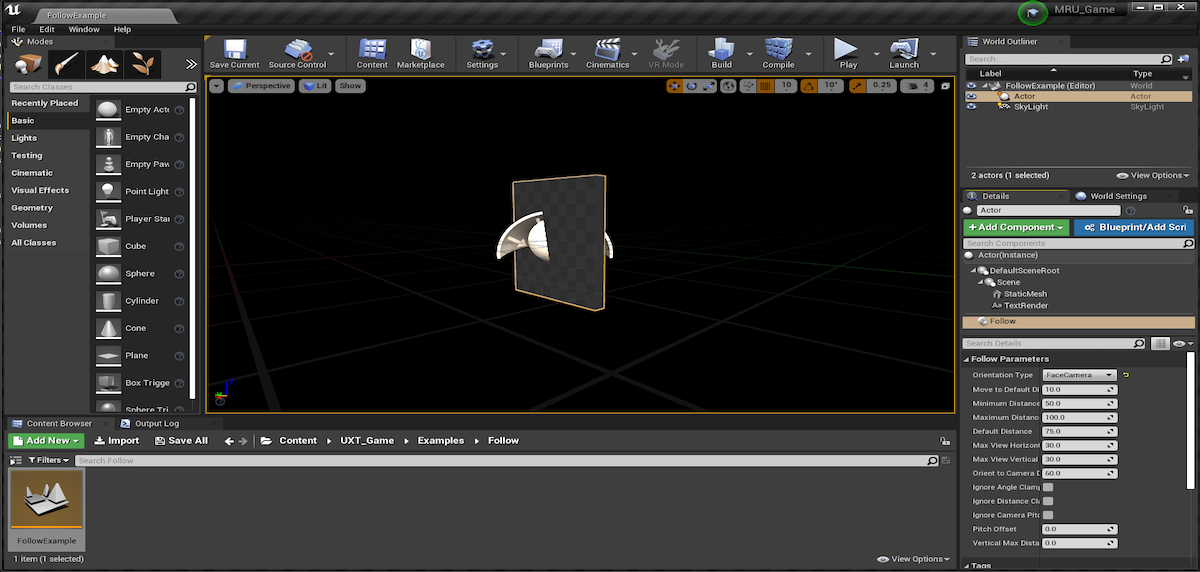 FollowExample
MRU_Game
File Edit Window Help
Modes
Search Classes
Recently Placed
Basic
Lights
Testing
Cinematic
Visual Effects
Geometry
Volumes
All Classes
Empty Acto
Empty Cha
Empty Paw
Point Light
Player Star
Cube
Sphere
Cylinder
Cone
Plane
Box Trigge
Sphere Tri
Save Current
Source Control
Content
Marketplace
Settings
Blueprints
Cinematics
VR Mode
Build
Compile
Play
Launch
Perspective
Lit
Show
10
10°
0.25
4
World Outliner
Search...
Label Type
FollowExample (Editor) World
Actor Actor
SkyLight SkyLight
2 actors (1 selected) View Options
Details World Settings
Actor
+Add Component Blueprint/Add Scri
Search Components
Actor(Instance)
DefaultSceneRoot
Scene
StaticMesh
TextRender
Follow
Search Details
Follow Parameters
Orientation Type FaceCamera
Move to Default Di 10.0
Minimum Distance 50.0
Maximum Distanc 100.0
Default Distance 75.0
Max View Horizon 30.0
Max View Vertical 30.0
Orient to Camera D 60.0
Ignore Angle Clamp
Ignore Distance Cl
Ignore Camera Pitc
Pitch Offset 0.0
Vertical Max Dista 0.0
Tags
Content Browser Output Log
Add New Import Save All Content UXT_Game Examples Follow
Filters Search Follow
FollowExample
1 item (1 selected) View Options